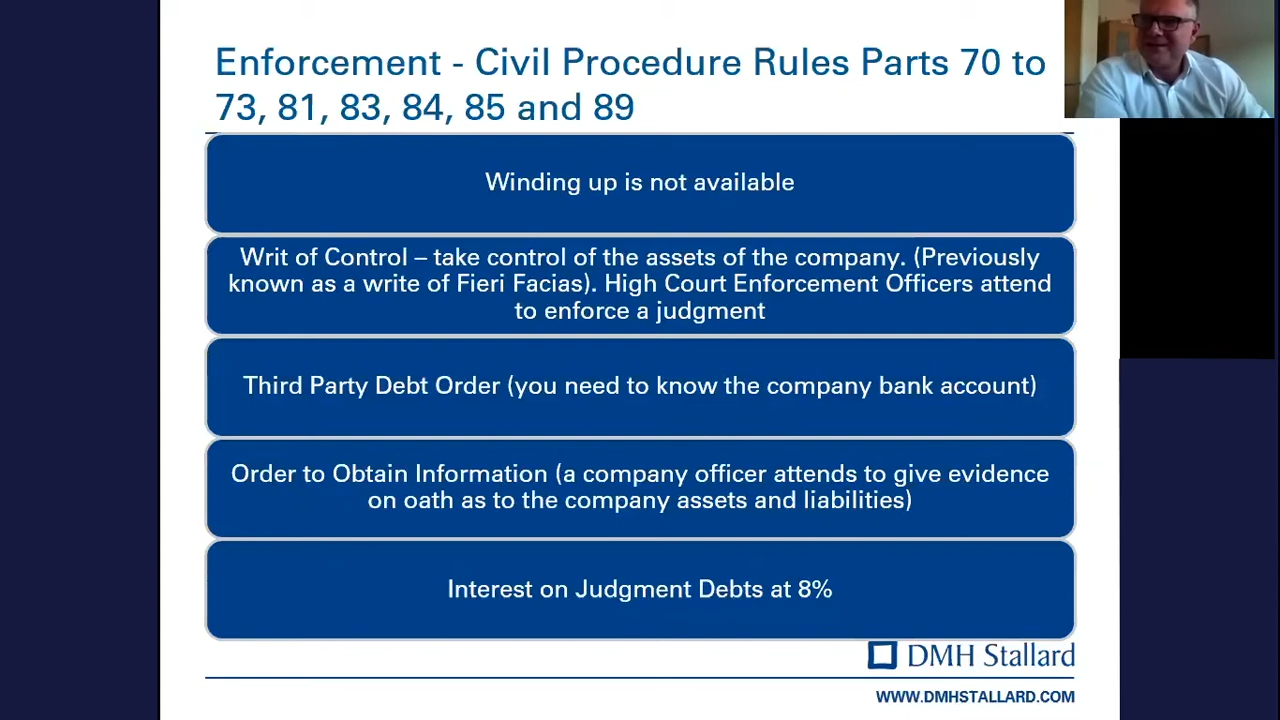 Enforcement - Civil Procedure Rules Parts 70 to
73, 81, 83, 84, 85 and 89
Winding up is not available
Writ of Control – take control of the assets of the company. (Previously
known as a write of Fieri Facias). High Court Enforcement Officers attend
to enforce a judgment
Third Party Debt Order (you need to know the company bank account)
Order to Obtain Information (a company officer attends to give evidence
on oath as to the company assets and liabilities)
Interest on Judgment Debts at 8%
DMH Stallard
WWW.DMHSTALLARD.COM